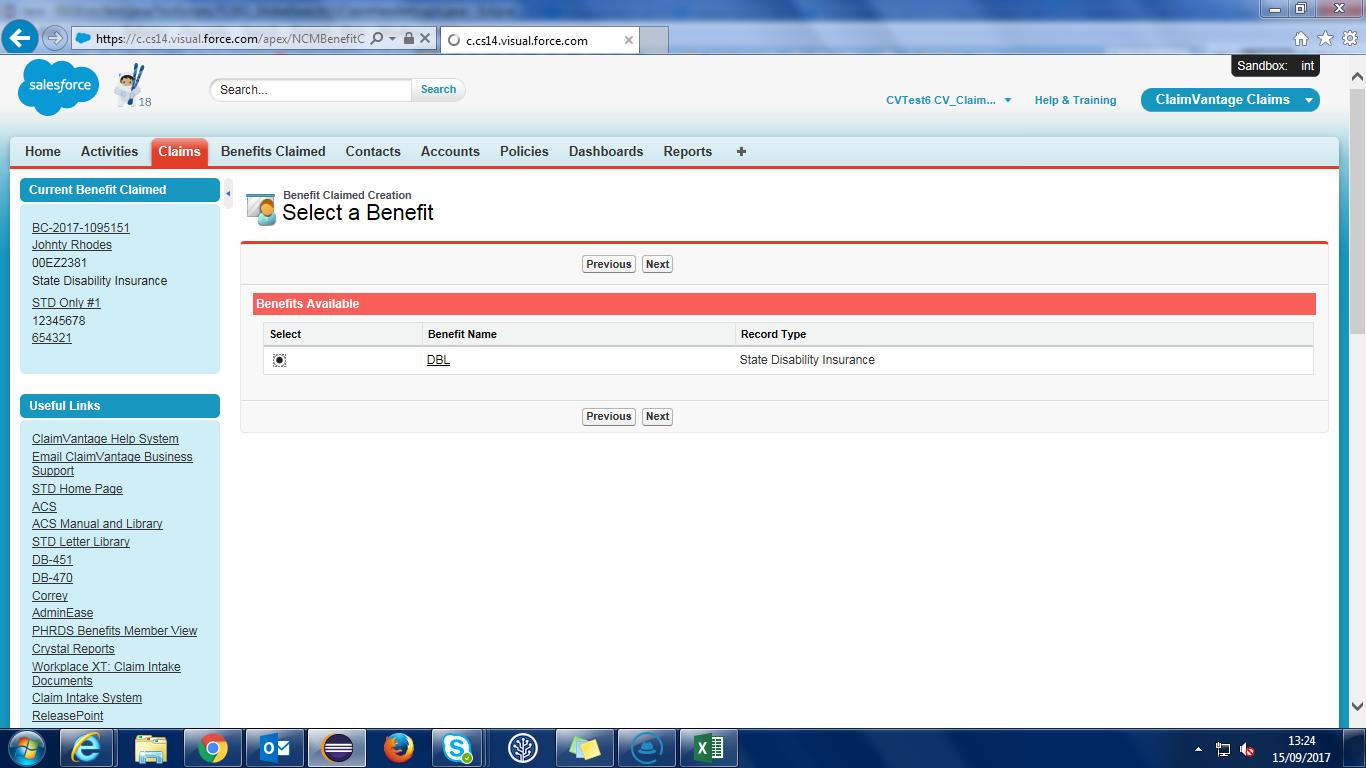 https://c.cs14.visual.force.com/apex/NCMBenefitC
c.cs14.visual.force.com
Sandbox: int
salesforce
18
Search...
Search
CVTest6 CV_Claim...
Help & Training
ClaimVantage Claims
Home
Activities
Claims
Benefits Claimed
Contacts
Accounts
Policies
Dashboards
Reports
Current Benefit Claimed
BC-2017-1095151
Johnty Rhodes
00EZ2381
State Disability Insurance
STD Only #1
12345678
654321
Useful Links
ClaimVantage Help System
Email ClaimVantage Business
Support
STD Home Page
ACS
ACS Manual and Library
STD Letter Library
DB-451
DB-470
Correy
AdminEase
PHRDS Benefits Member View
Crystal Reports
Workplace XT: Claim Intake
Documents
Claim Intake System
ReleasePoint
Benefit Claimed Creation
Select a Benefit
Previous Next
Benefits Available
Select Benefit Name Record Type
DBL State Disability Insurance
Previous Next
13:24
15/09/2017